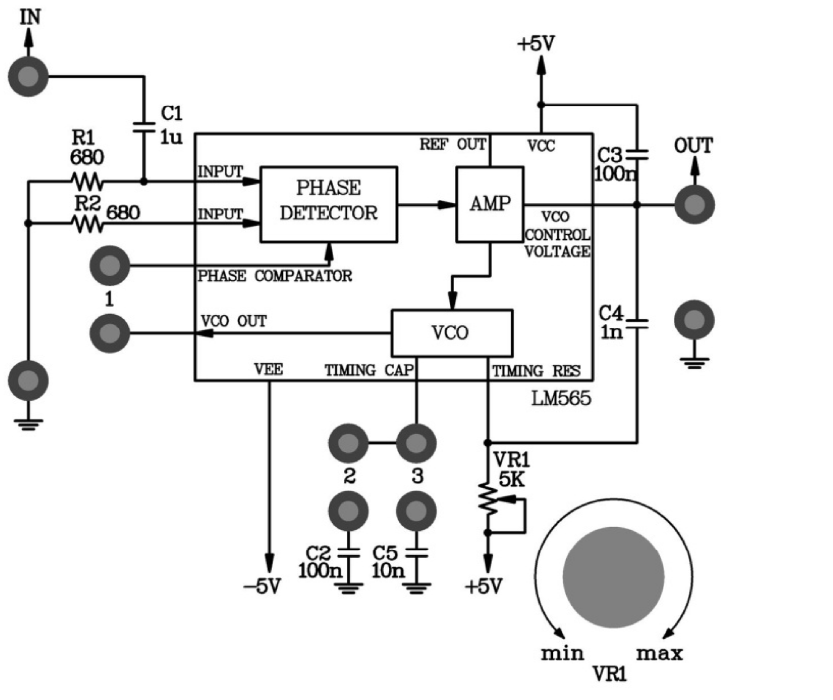 IN
+5V
C1
1u
R1
680
R2 680
INPUT
INPUT
PHASE
DETECTOR
PHASE COMPARATOR
REF OUT
VCC
AMP
VCO
CONTROL
VOLTAGE
C3
100n
OUT
1
VCO OUT
VCO
C4
1n
VEE
TIMING CAP
TIMING RES
LM565
2
3
VR1
5K
C2
100n
C5
10n
-5V
+5V
min
max
VR1